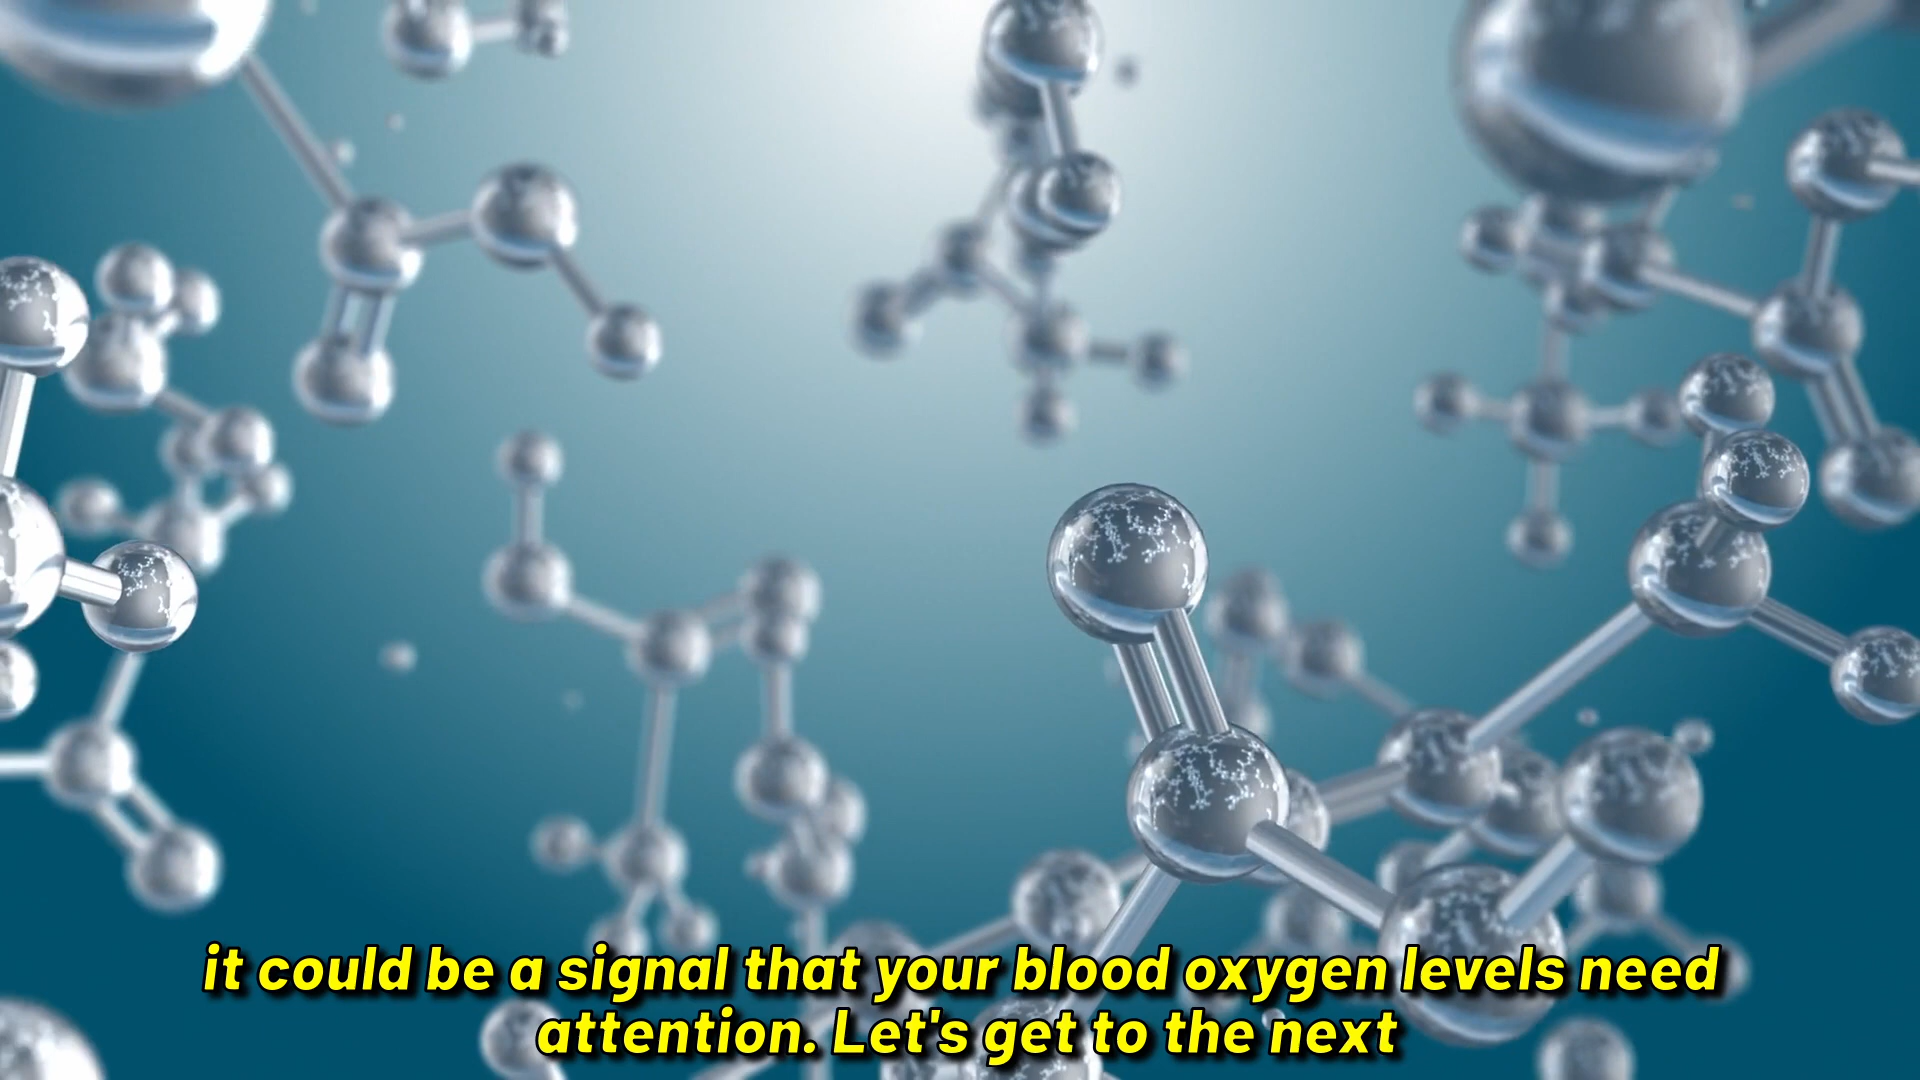 it could be a signal that your blood oxygen levels need
attention. Let's get to the next